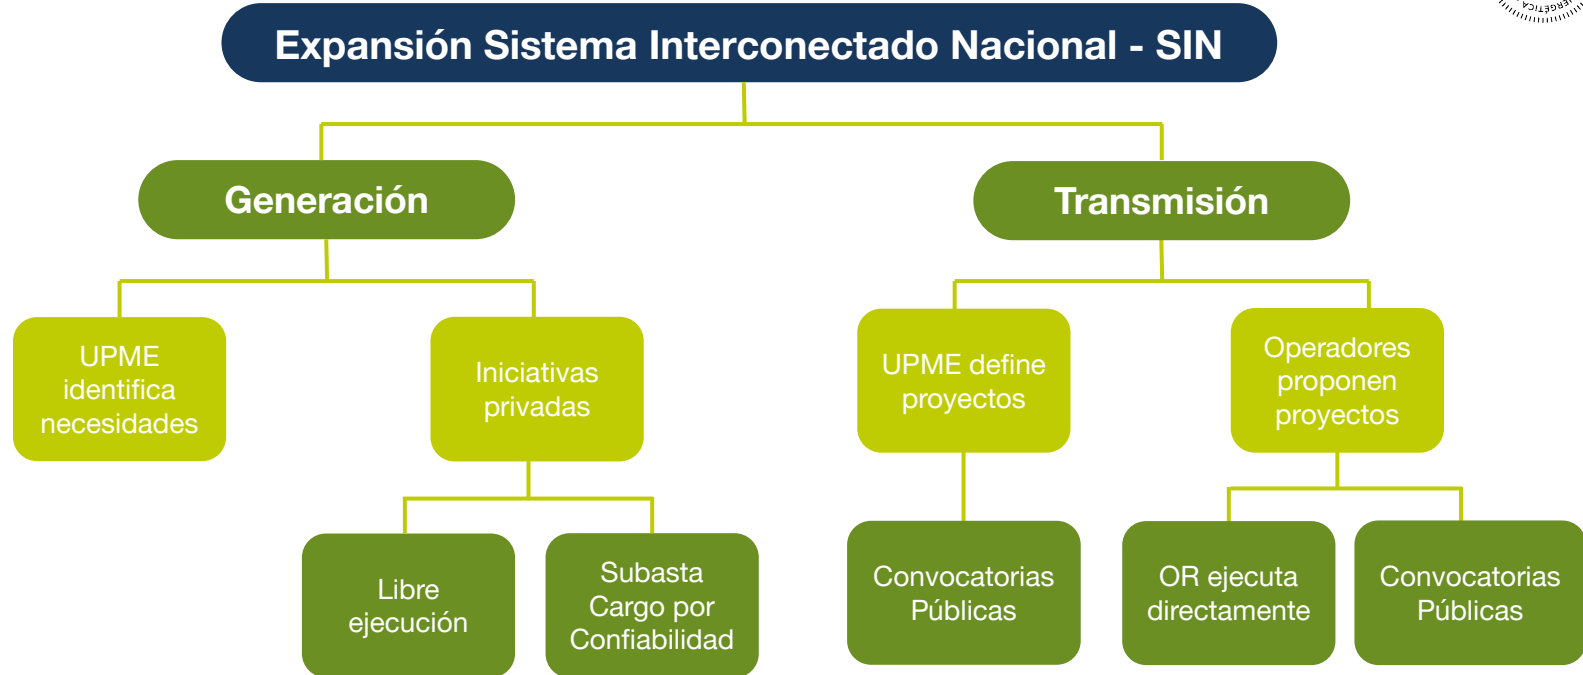 Expansión Sistema Interconectado Nacional - SIN
Generación
Transmisión
UPME
identifica
necesidades
Iniciativas
privadas
UPME define
proyectos
Operadores
proponen
proyectos
Libre
ejecución
Subasta
Cargo por
Confiabilidad
Convocatorias
Públicas
OR ejecuta
directamente
Convocatorias
Públicas